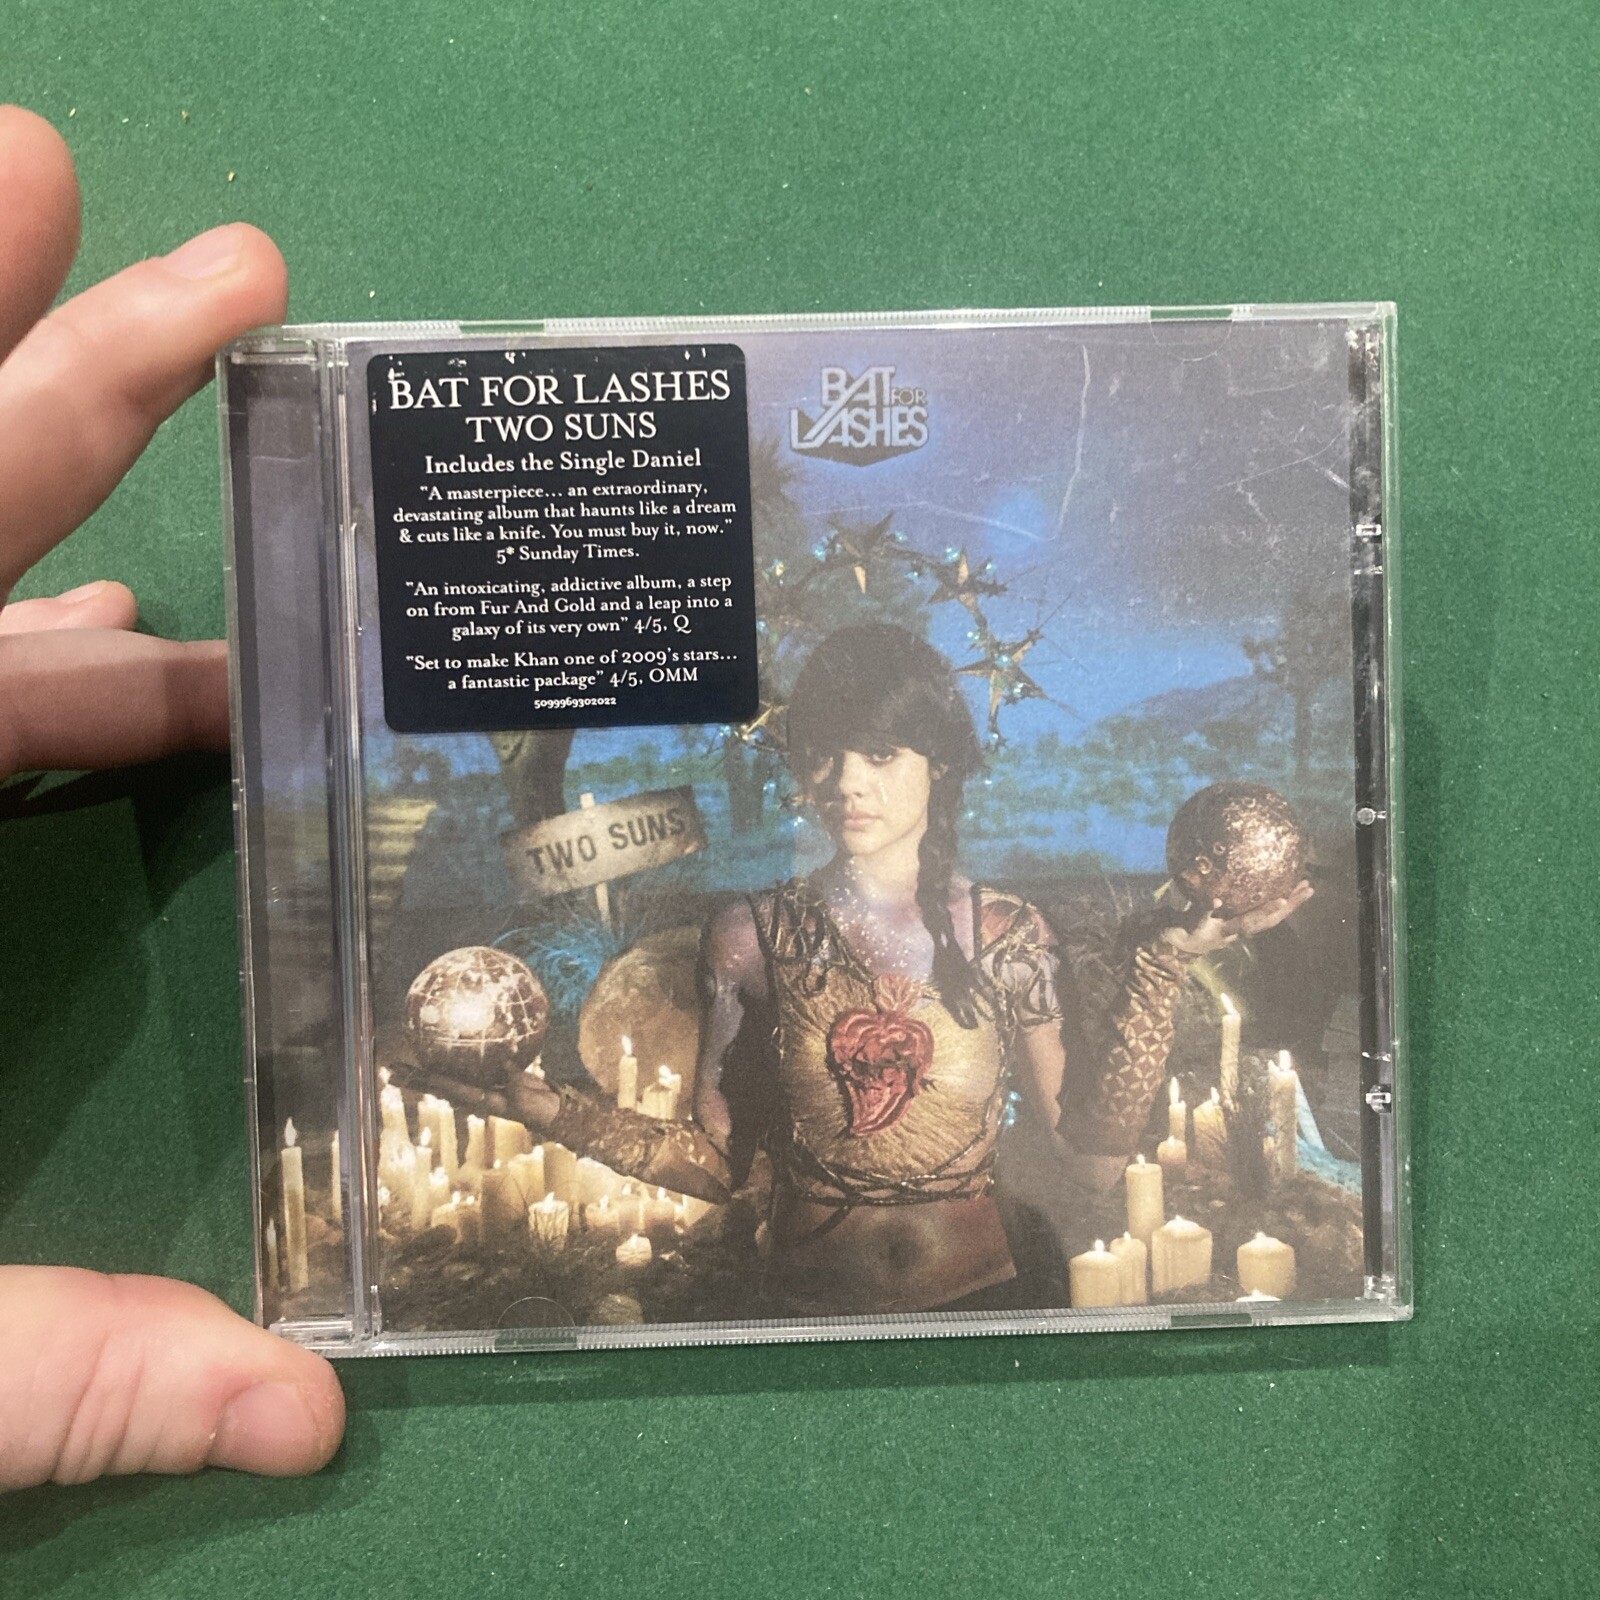 BAT FOR LASHES
TWO SUNS
Includes the Single Daniel
"A masterpiece... an extraordinary,
devastating album that haunts like a dream
& cuts like a knife. You must buy it, now."
5* Sunday Times.
"An intoxicating, addictive album, a step
on from Fur And Gold and a leap into a
galaxy of its very own" 4/5, Q
"Set to make Khan one of 2009's stars...
a fantastic package" 4/5, OMM
5099969302022
BAT FOR
LASHES
TWO SUNS